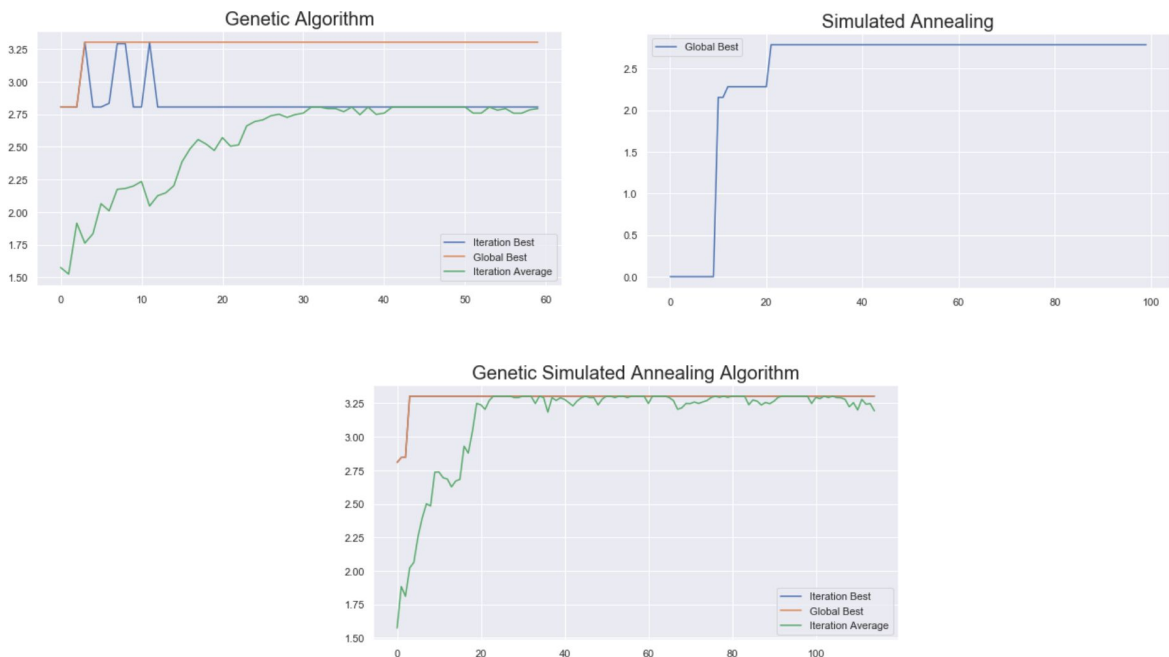 Genetic Algorithm
3.25
3.00
2.75
2.50
2.25
2.00
1.75
1.50
Iteration Best
Global Best
Iteration Average
0 10 20 30 40 50 60
Simulated Annealing
Global Best
2.5
2.0
1.5
1.0
0.5
0.0
0 20 40 60 80 100
Genetic Simulated Annealing Algorithm
3.25
3.00
2.75
2.50
2.25
2.00
1.75
1.50
Iteration Best
Global Best
Iteration Average
0 20 40 60 80 100